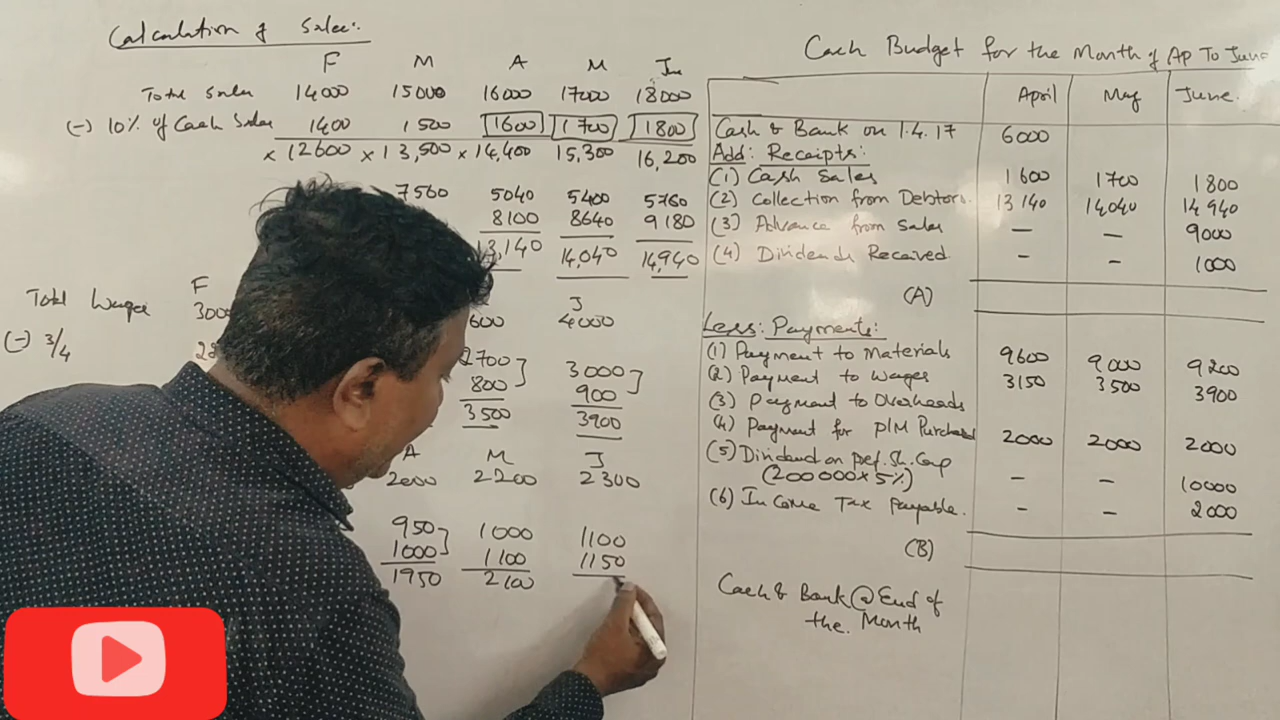 Calculation of Sales:
F M A M June
Total Sales 14000 15000 16000 17000 18000
(-) 10% of Cash Sales 1400 1500 1600 1700 1800
× 12600 × 13,500 × 14,400 15,300 16,200
7560 5040 5400 5760
8100 8640 9180
13,140 14,040 14,940
F J
Total Wages 3000 600 4000
(-) 3/4 2700 3000
800 900
3500 3900
A M J
2000 2200 2300
950 1000 1100
1000 1100 1150
1950 2100
Cash Budget for the Month of Ap To June
April May June
Cash & Bank on 1.4.17 6000
Add: Receipts:
(1) Cash Sales 1600 1700 1800
(2) Collection from Debtors 13140 14040 14940
(3) Advance from Sales — — 9000
(4) Dividends Received - - 1000
(A)
Less: Payments:
(1) Payment to Materials 9600 9000 9200
(2) Payment to Wages 3150 3500 3900
(3) Payment to Overheads
(4) Payment for P/M Purchased 2000 2000 2000
(5) Dividend on Pref. Sh. Cap
(200000 × 5%) - - 10000
(6) Income Tax Payable. - - 2000
(B)
Cash & Bank @ End of
the. Month